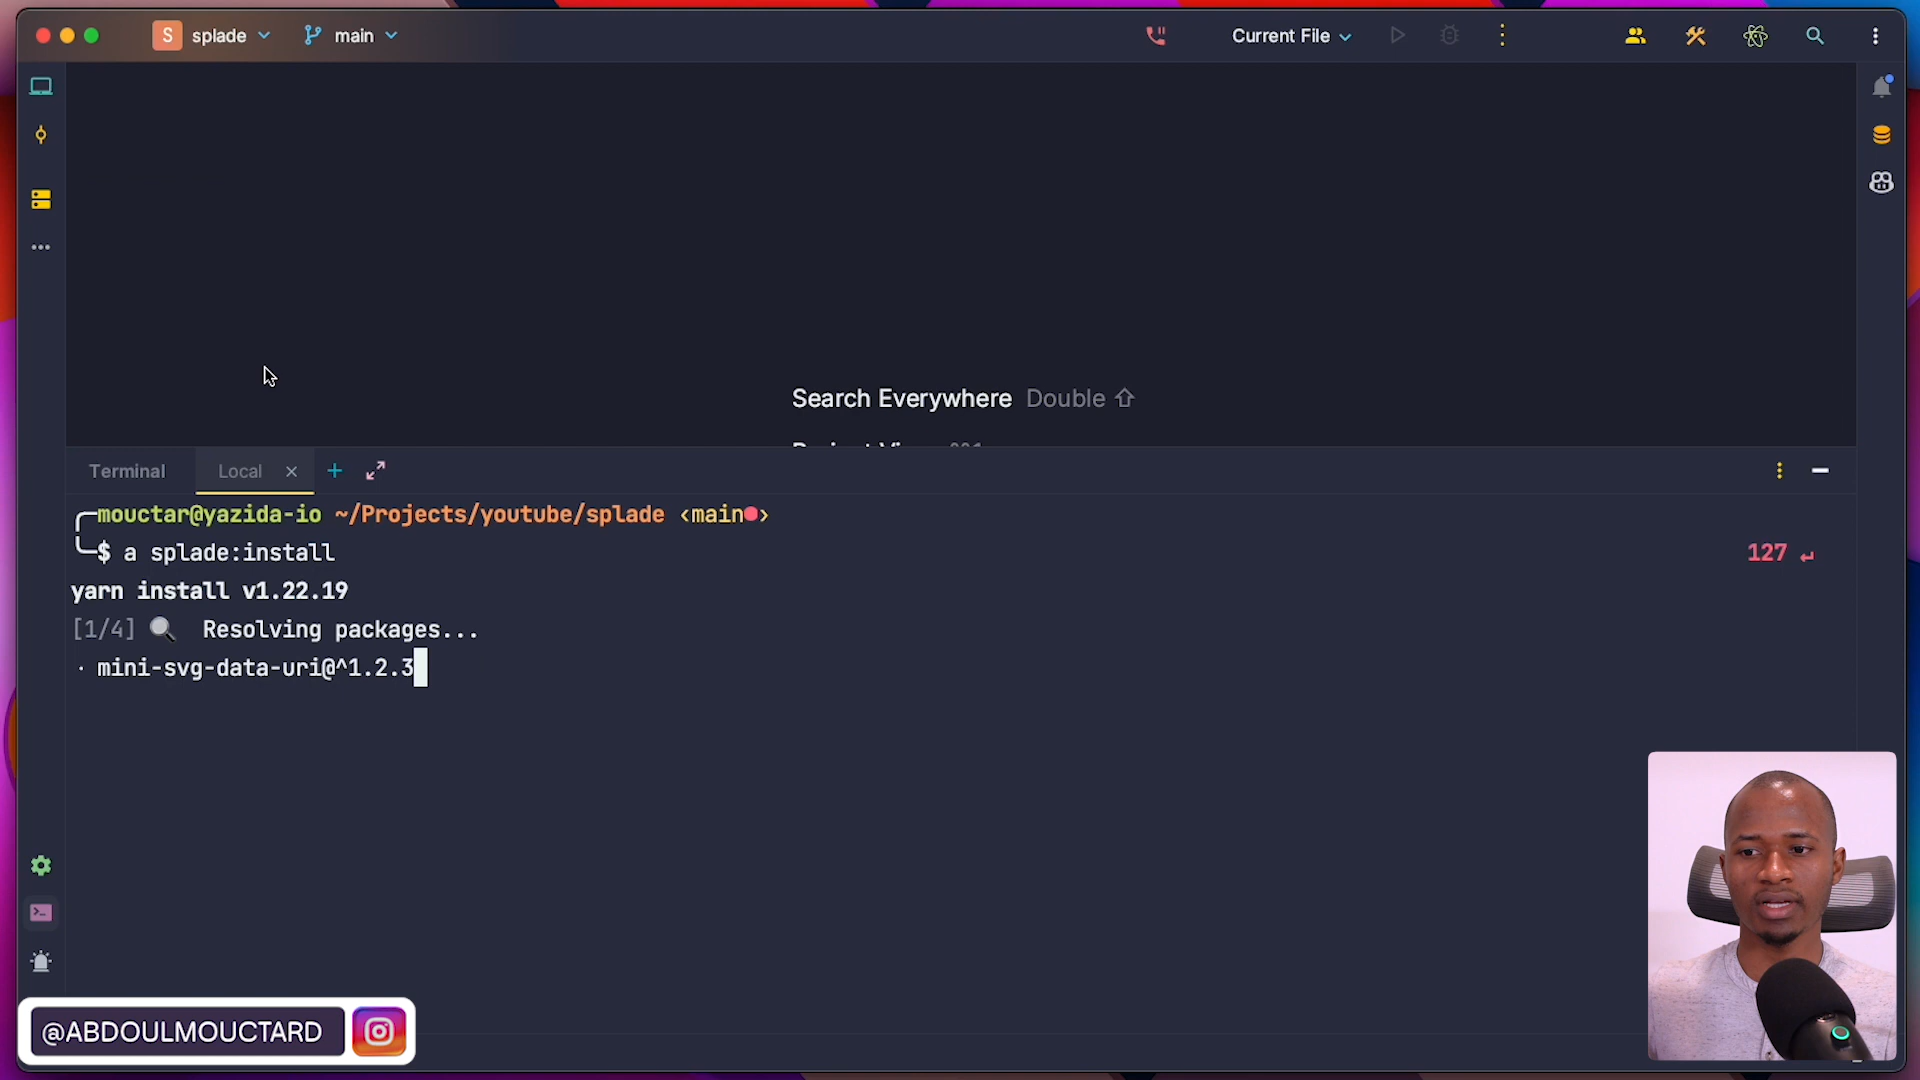 S splade main Current File
Search Everywhere Double ⇧
Terminal Local
mouctar@yazida-io ~/Projects/youtube/splade ‹main●›
$ a splade:install 127 ↵
yarn install v1.22.19
[1/4] 🔍 Resolving packages...
· mini-svg-data-uri@^1.2.3
@ABDOULMOUCTARD